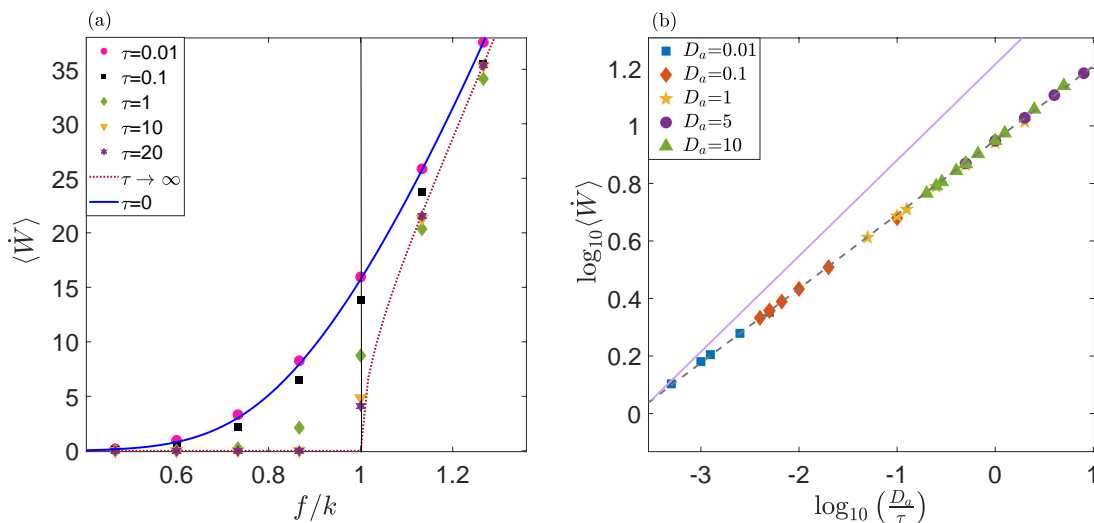 (a)
τ=0.01
τ=0.1
τ=1
τ=10
τ=20
τ → ∞
τ=0
⟨Ẇ⟩
35
30
25
20
15
10
5
0
0.6
0.8
1
1.2
f/k
(b)
D_a=0.01
D_a=0.1
D_a=1
D_a=5
D_a=10
log₁₀⟨Ẇ⟩
1.2
1
0.8
0.6
0.4
0.2
0
-3
-2
-1
0
1
log₁₀ (D_a/τ)